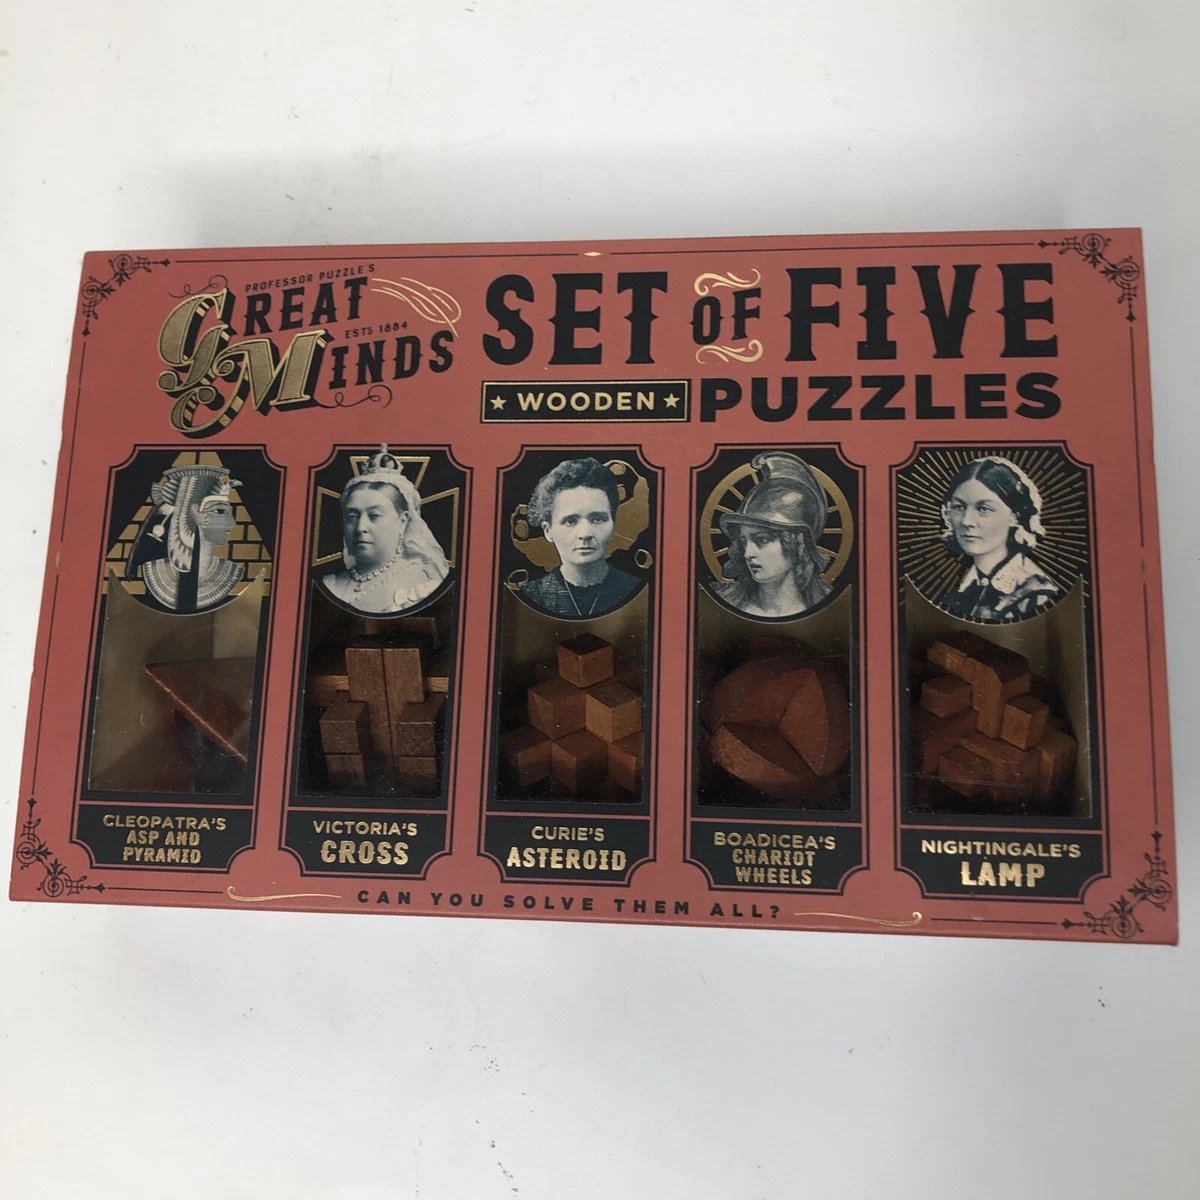 PROFESSOR PUZZLE'S
GREAT
ESTD 1884
MINDS
SET OF FIVE
★ WOODEN ★ PUZZLES
CLEOPATRA'S
ASP AND
PYRAMID
VICTORIA'S
CROSS
CURIE'S
ASTEROID
BOADICEA'S
CHARIOT
WHEELS
NIGHTINGALE'S
LAMP
CAN YOU SOLVE THEM ALL?